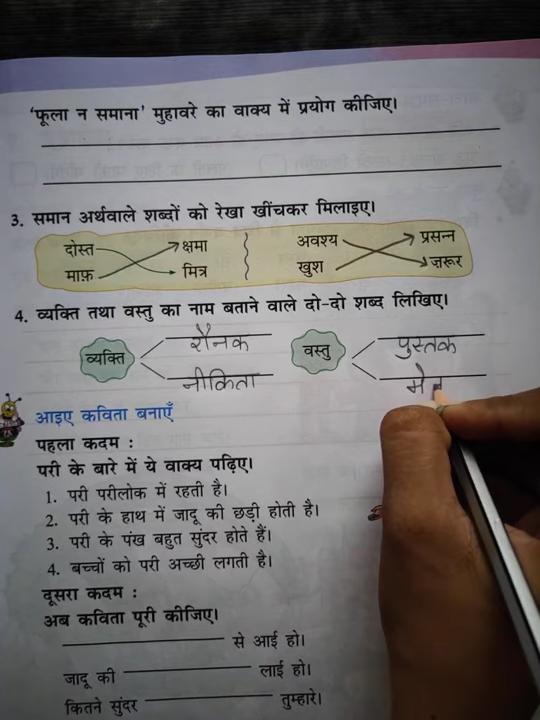 'फूला न समाना' मुहावरे का वाक्य में प्रयोग कीजिए।
3. समान अर्थवाले शब्दों को रेखा खींचकर मिलाइए।
दोस्त क्षमा अवश्य प्रसन्न
माफ़ मित्र खुश ज़रूर
4. व्यक्ति तथा वस्तु का नाम बताने वाले दो-दो शब्द लिखिए।
रौनक पुस्तक
व्यक्ति वस्तु
नीकिता मे
आइए कविता बनाएँ
पहला कदम :
परी के बारे में ये वाक्य पढ़िए।
1. परी परीलोक में रहती है।
2. परी के हाथ में जादू की छड़ी होती है।
3. परी के पंख बहुत सुंदर होते हैं।
4. बच्चों को परी अच्छी लगती है।
दूसरा कदम :
अब कविता पूरी कीजिए।
से आई हो।
जादू की लाई हो।
कितने सुंदर तुम्हारे।